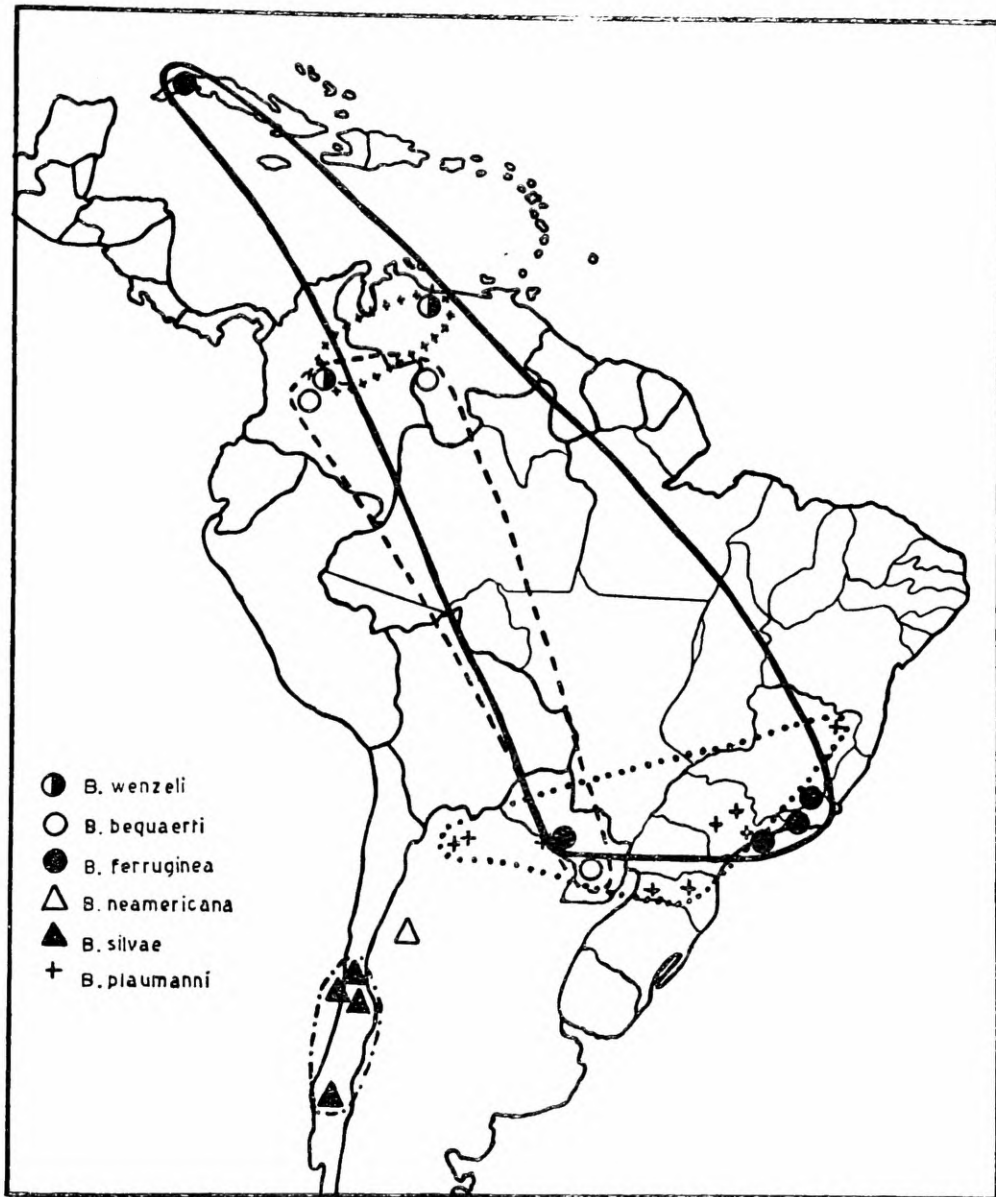 B. wenzeli
B. bequaerti
B. ferruginea
B. neamericana
B. silvae
B. plaumanni